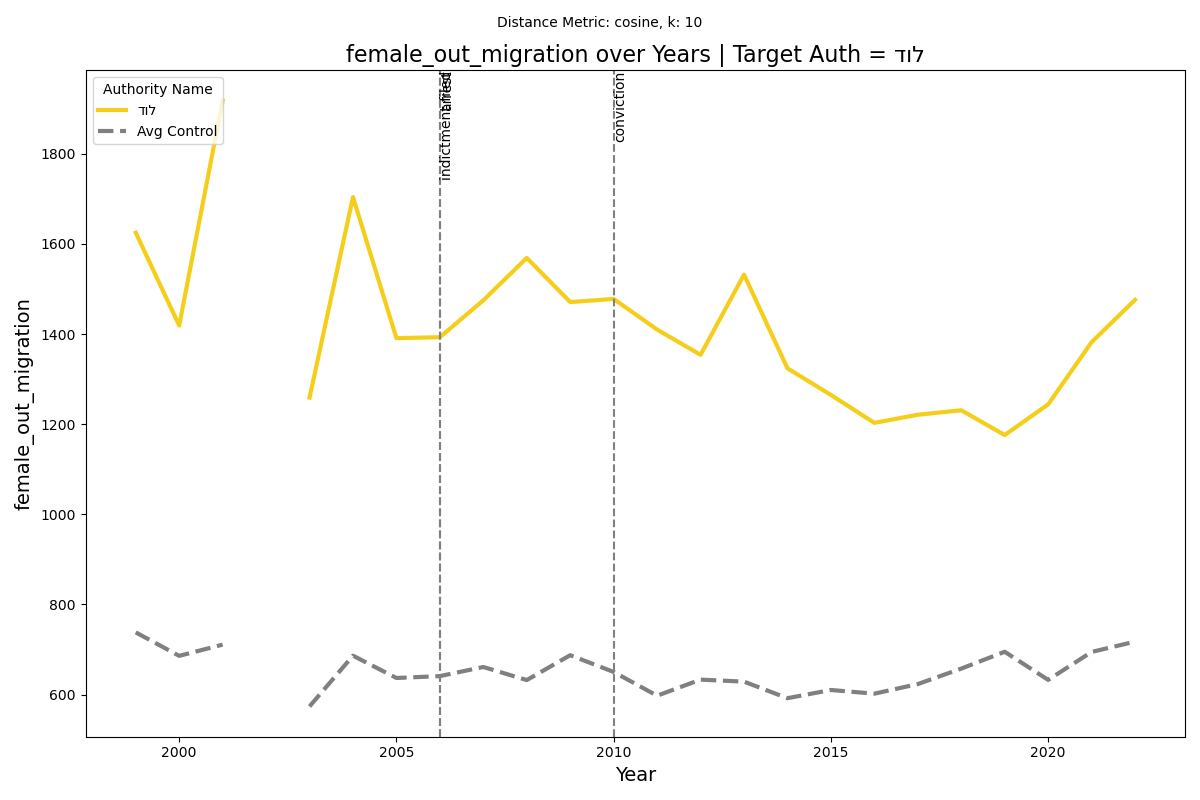 Distance Metric: cosine, k: 10
female_out_migration over Years | Target Auth = לוד
Authority Name
לוד
Avg Control
indictment
conviction
female_out_migration
1800
1600
1400
1200
1000
800
600
2000
2005
2010
2015
2020
Year